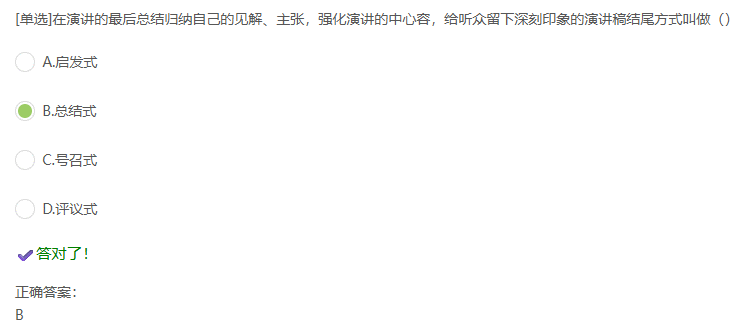 [单选]在演讲的最后总结归纳自己的见解、主张，强化演讲的中心容，给听众留下深刻印象的演讲稿结尾方式叫做（）
A.启发式
B.总结式
C.号召式
D.评议式
答对了！
正确答案：
B